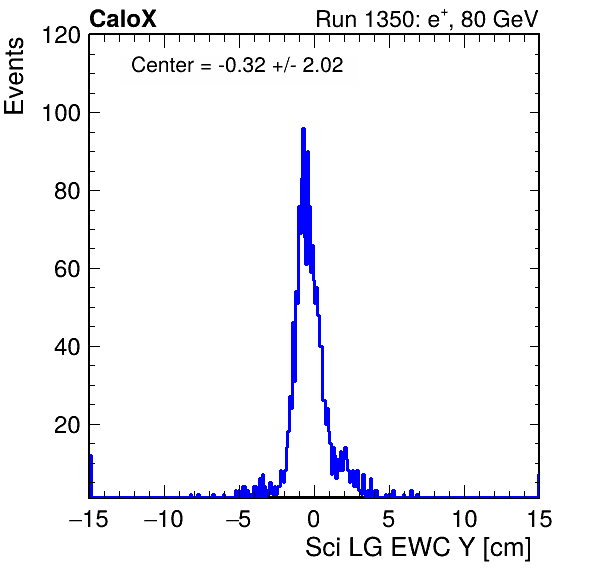 CaloX Run 1350: e⁺, 80 GeV
Events
120
Center = -0.32 +/- 2.02
100
80
60
40
20
−15 −10 −5 0 5 10 15
Sci LG EWC Y [cm]